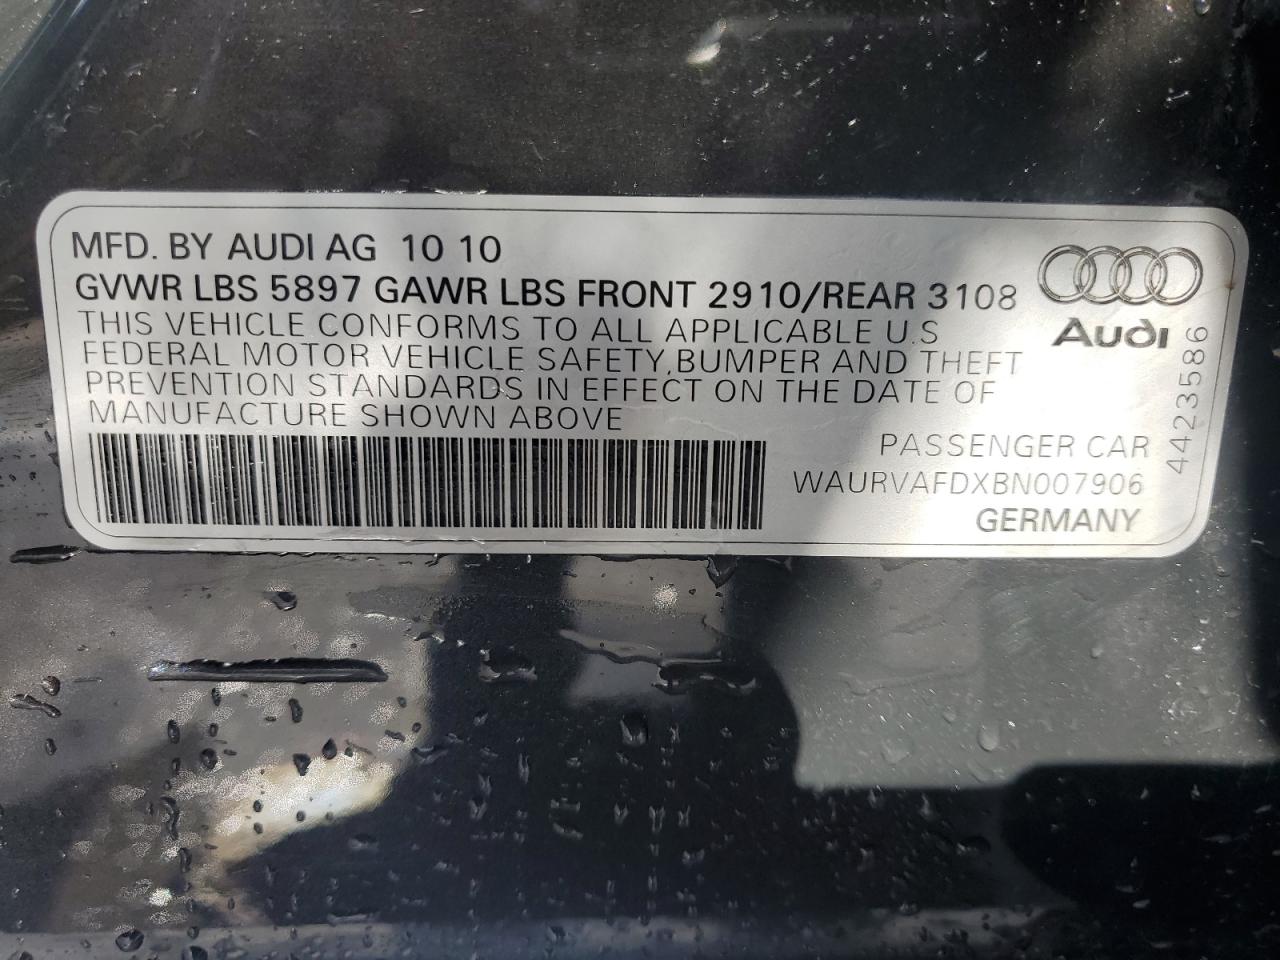 MFD. BY AUDI AG 10 10
GVWR LBS 5897 GAWR LBS FRONT 2910/REAR 3108
THIS VEHICLE CONFORMS TO ALL APPLICABLE U.S
FEDERAL MOTOR VEHICLE SAFETY,BUMPER AND THEFT
PREVENTION STANDARDS IN EFFECT ON THE DATE OF
MANUFACTURE SHOWN ABOVE
Audi
4423586
PASSENGER CAR
WAURVAFDXBN007906
GERMANY